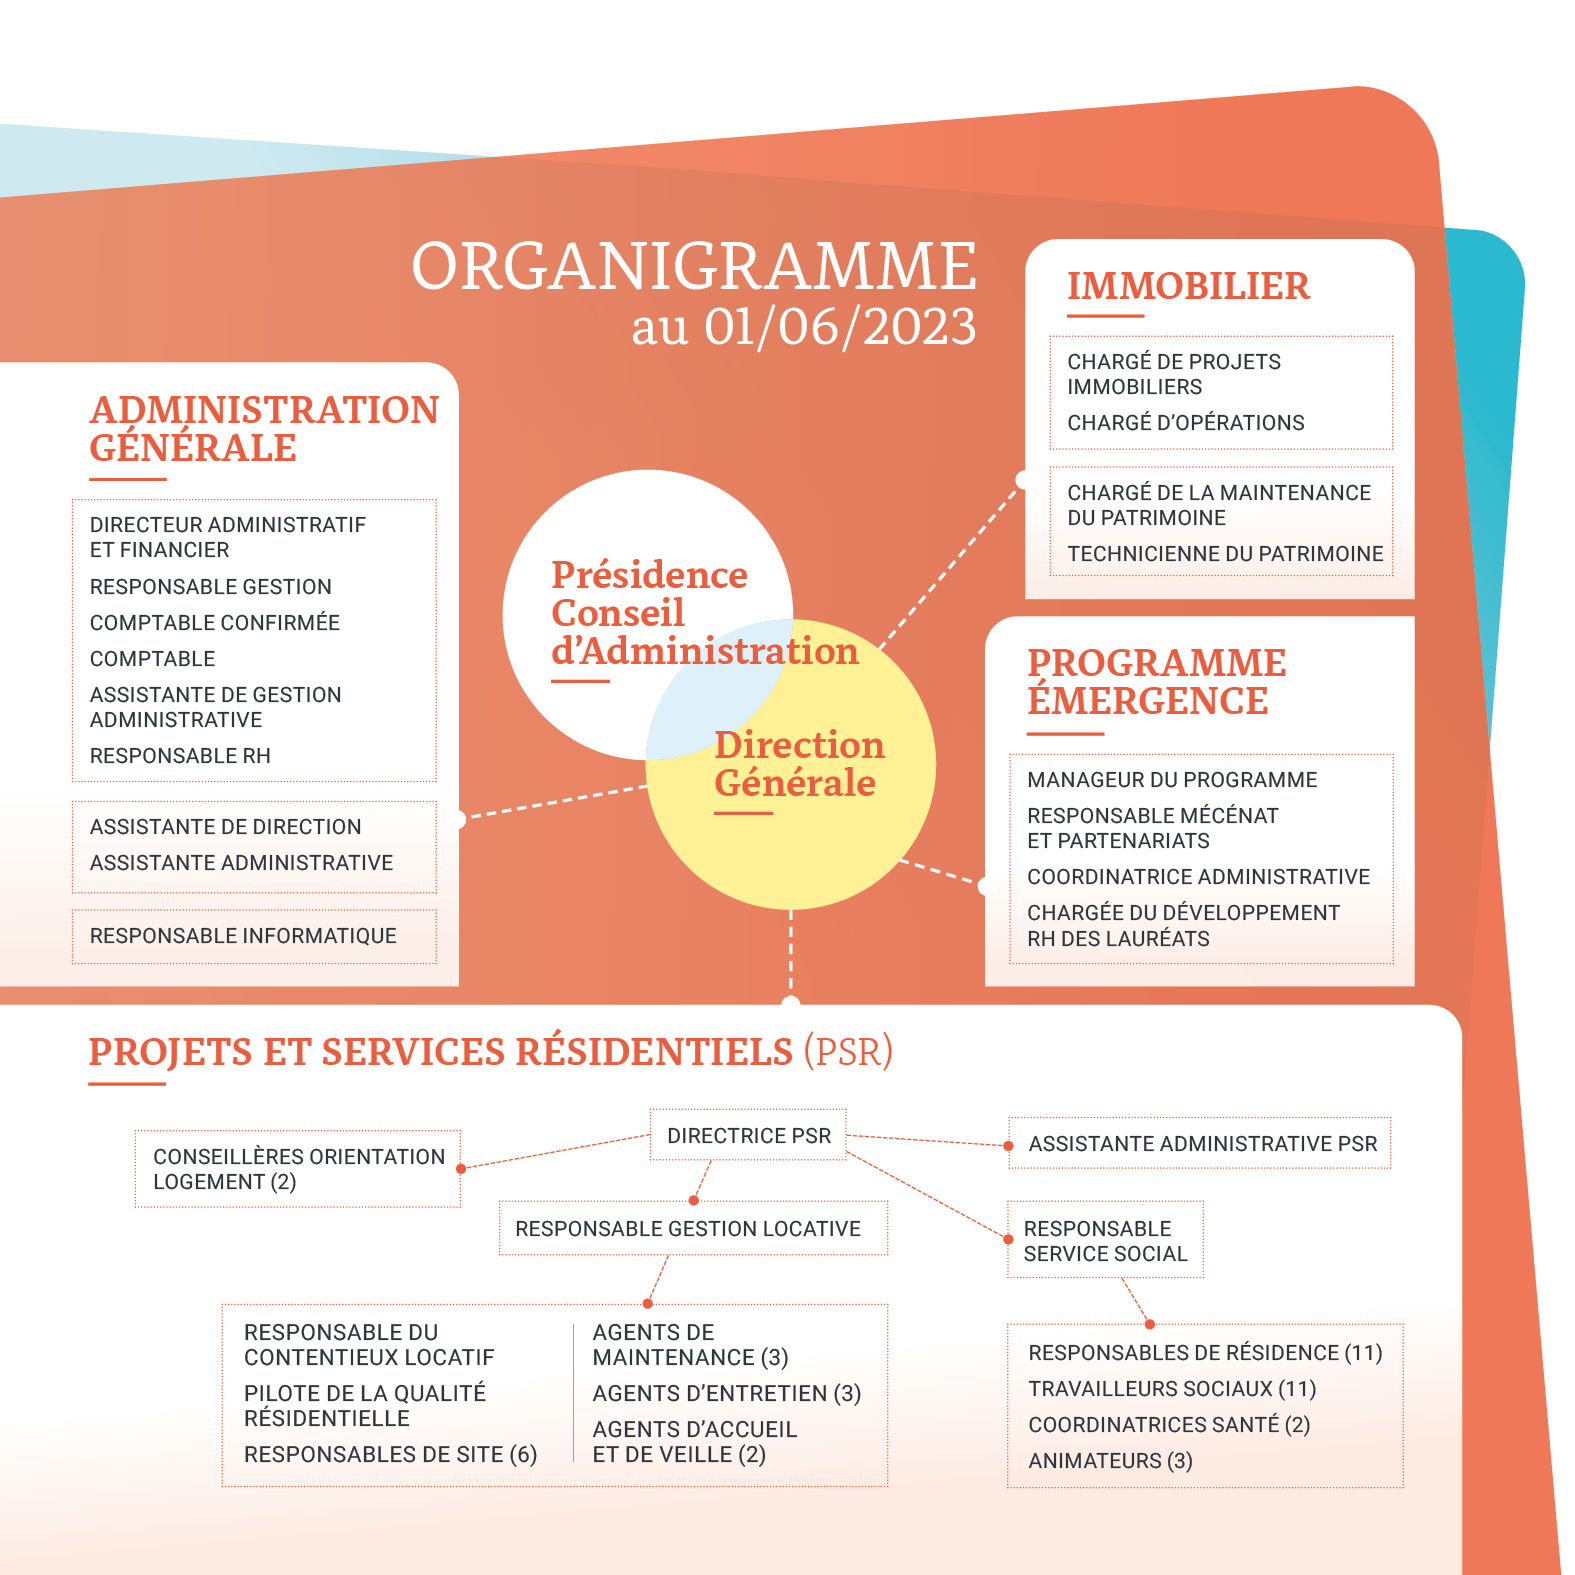 ORGANIGRAMME
au 01/06/2023
ADMINISTRATION
GÉNÉRALE
DIRECTEUR ADMINISTRATIF
ET FINANCIER
RESPONSABLE GESTION
COMPTABLE CONFIRMÉE
COMPTABLE
ASSISTANTE DE GESTION
ADMINISTRATIVE
RESPONSABLE RH
ASSISTANTE DE DIRECTION
ASSISTANTE ADMINISTRATIVE
RESPONSABLE INFORMATIQUE
Présidence
Conseil
d’Administration
Direction
Générale
IMMOBILIER
CHARGÉ DE PROJETS
IMMOBILIERS
CHARGÉ D’OPÉRATIONS
CHARGÉ DE LA MAINTENANCE
DU PATRIMOINE
TECHNICIENNE DU PATRIMOINE
PROGRAMME
ÉMERGENCE
MANAGEUR DU PROGRAMME
RESPONSABLE MÉCÉNAT
ET PARTENARIATS
COORDINATRICE ADMINISTRATIVE
CHARGÉE DU DÉVELOPPEMENT
RH DES LAURÉATS
PROJETS ET SERVICES RÉSIDENTIELS (PSR)
DIRECTRICE PSR
CONSEILLÈRES ORIENTATION
LOGEMENT (2)
ASSISTANTE ADMINISTRATIVE PSR
RESPONSABLE GESTION LOCATIVE
RESPONSABLE
SERVICE SOCIAL
RESPONSABLE DU
CONTENTIEUX LOCATIF
PILOTE DE LA QUALITÉ
RÉSIDENTIELLE
RESPONSABLES DE SITE (6)
AGENTS DE
MAINTENANCE (3)
AGENTS D’ENTRETIEN (3)
AGENTS D’ACCUEIL
ET DE VEILLE (2)
RESPONSABLES DE RÉSIDENCE (11)
TRAVAILLEURS SOCIAUX (11)
COORDINATRICES SANTÉ (2)
ANIMATEURS (3)